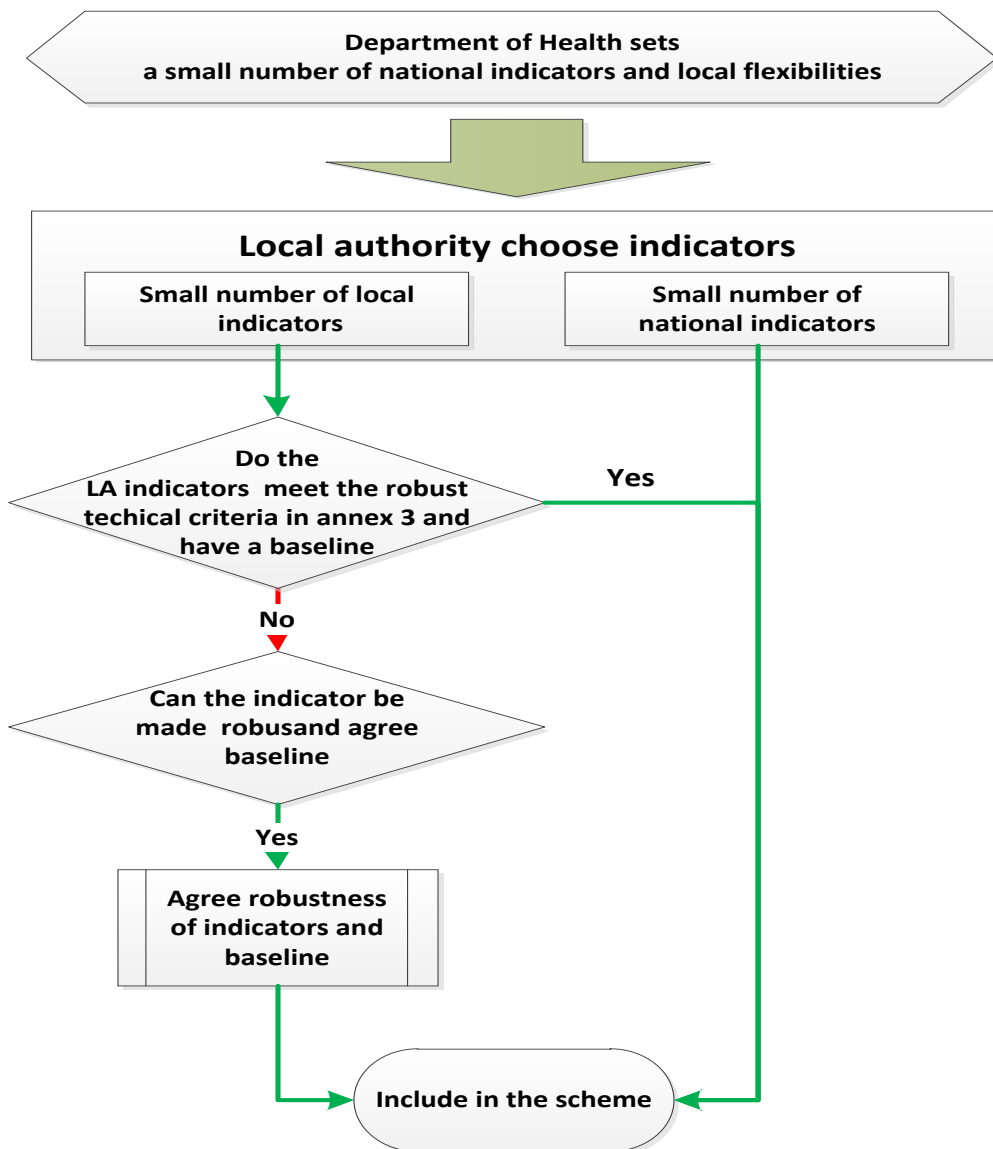 Department of Health sets
a small number of national indicators and local flexibilities
Local authority choose indicators
Small number of local
indicators
Small number of
national indicators
Do the
LA indicators meet the robust
techical criteria in annex 3 and
have a baseline
Yes
No
Can the indicator be
made robusand agree
baseline
Yes
Agree robustness
of indicators and
baseline
Include in the scheme